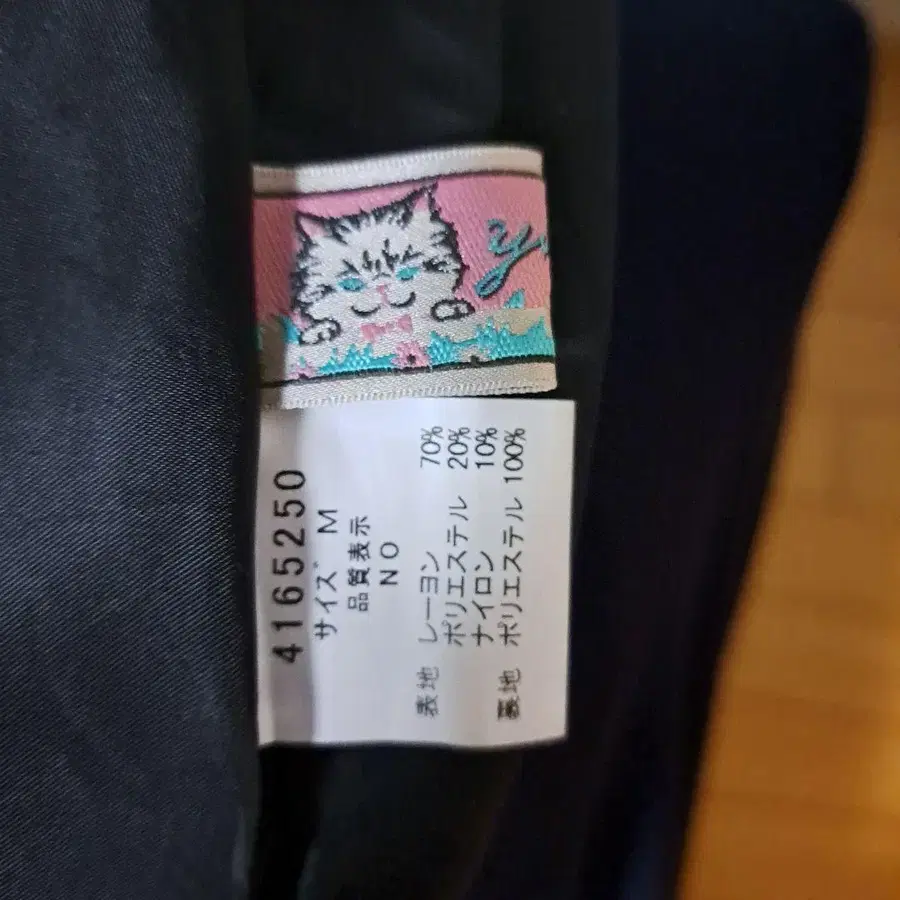 4165250
サイズ M
品質表示
NO
表地 レーヨン 70%
ポリエステル 20%
ナイロン 10%
裏地 ポリエステル 100%